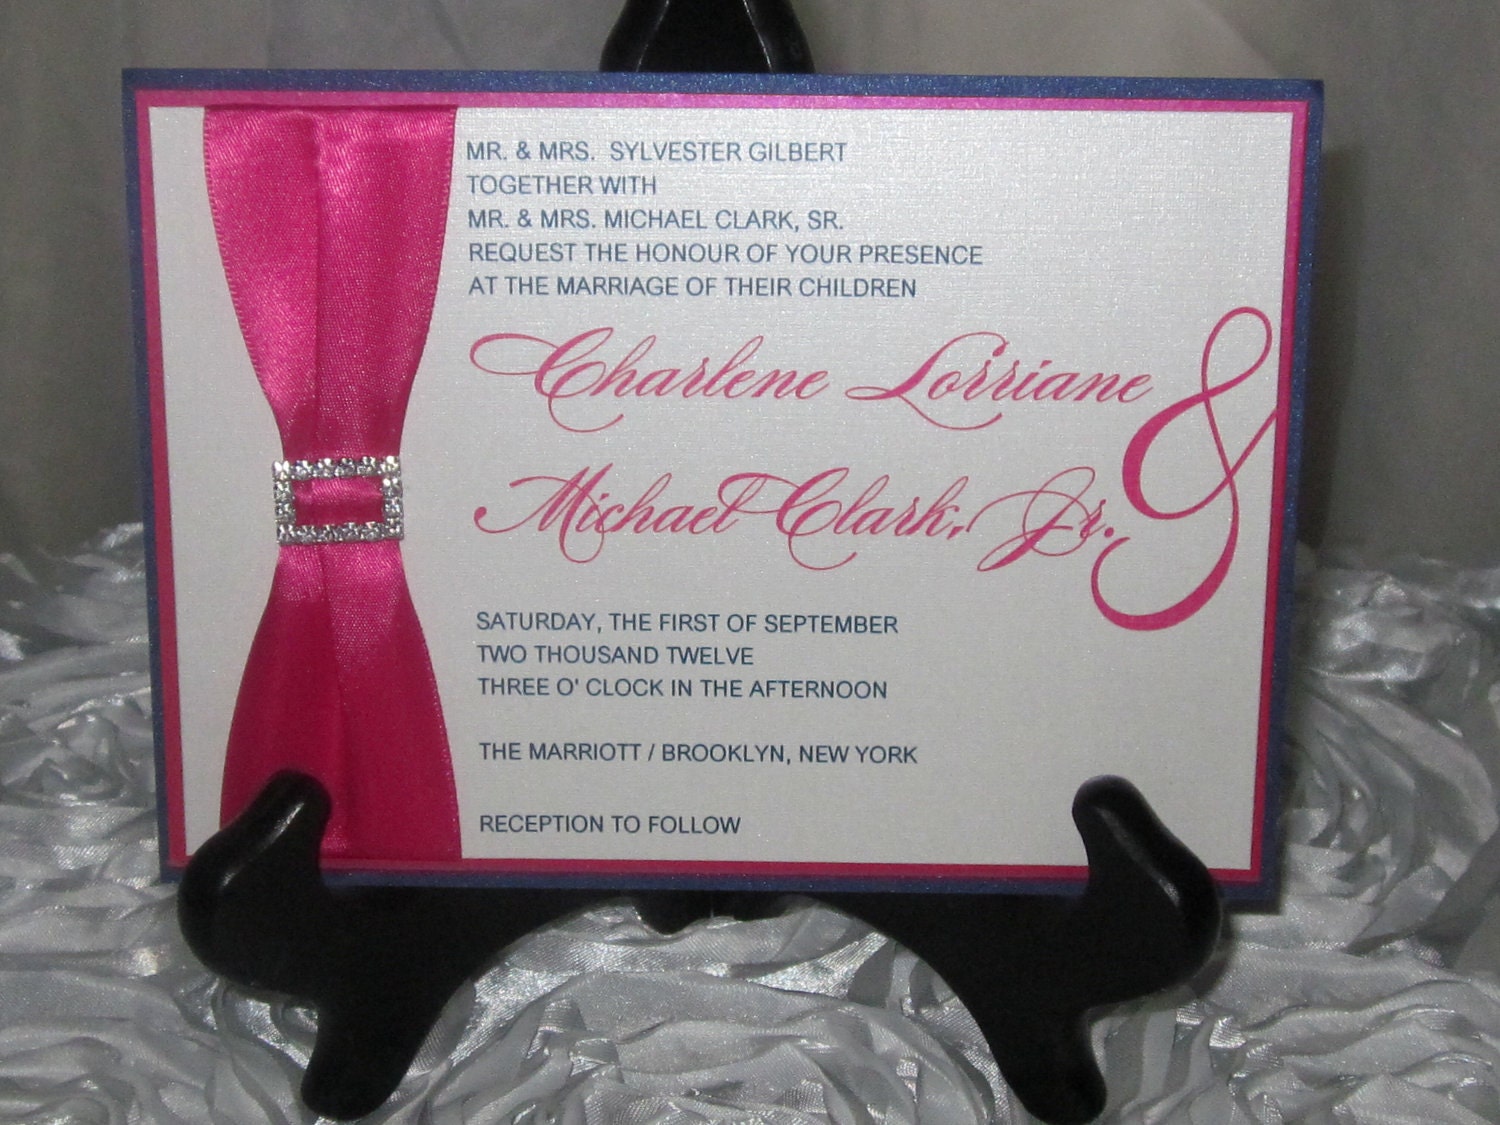 MR. & MRS.  SYLVESTER GILBERT
TOGETHER WITH
MR. & MRS. MICHAEL CLARK, SR.
REQUEST THE HONOUR OF YOUR PRESENCE
AT THE MARRIAGE OF THEIR CHILDREN
Charlene Lorriane
&
Michael Clark, Jr.
SATURDAY, THE FIRST OF SEPTEMBER
TWO THOUSAND TWELVE
THREE O' CLOCK IN THE AFTERNOON
THE MARRIOTT / BROOKLYN, NEW YORK
RECEPTION TO FOLLOW